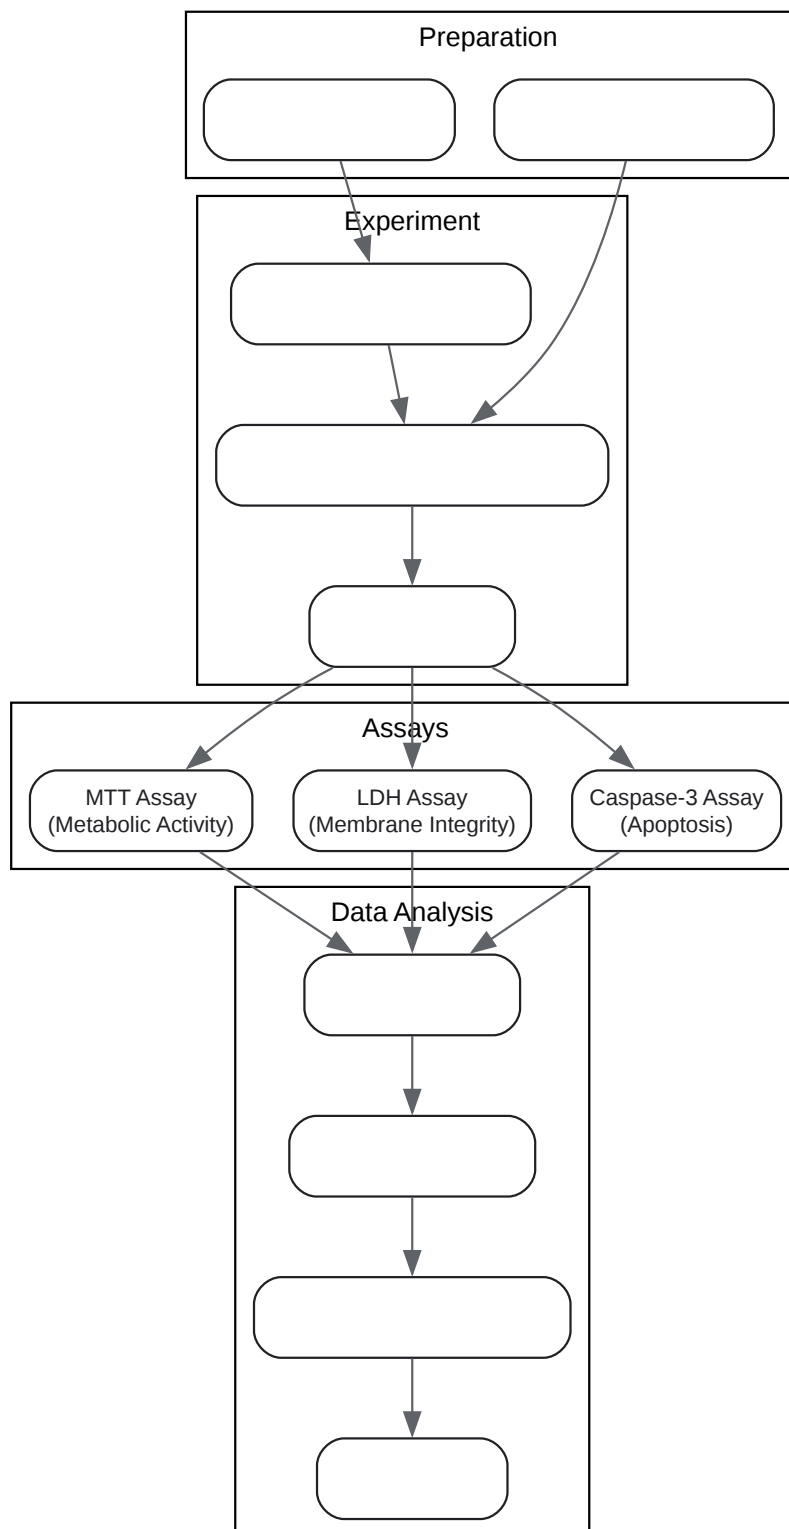 Preparation
Experiment
Assays
MTT Assay
(Metabolic Activity)
LDH Assay
(Membrane Integrity)
Caspase-3 Assay
(Apoptosis)
Data Analysis